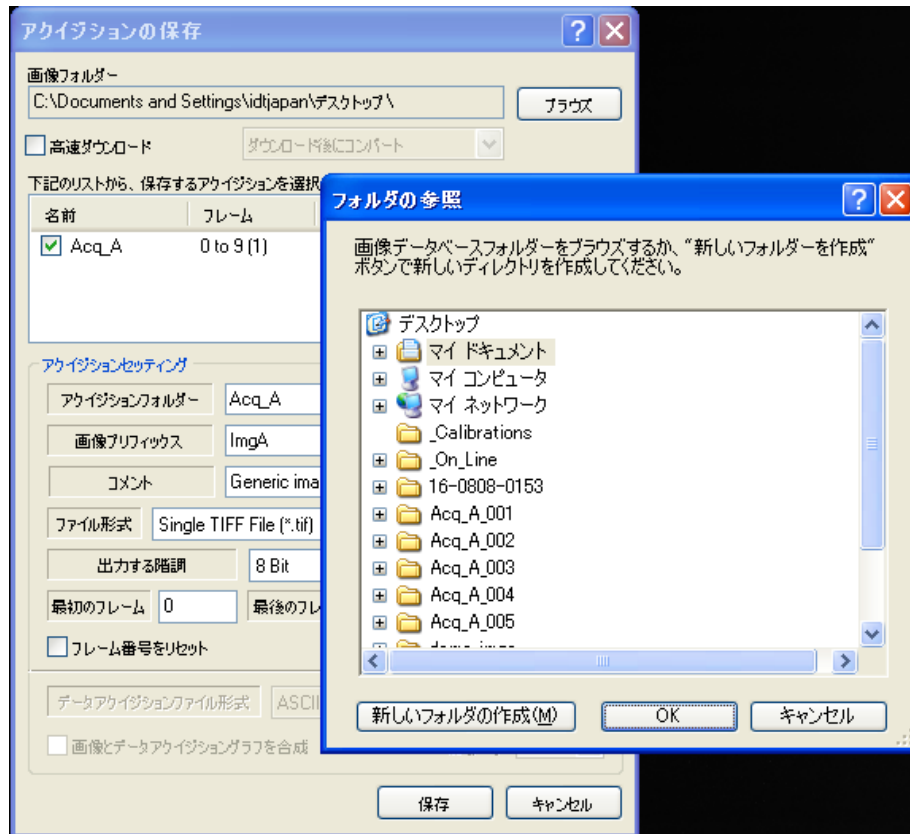 アクイジションの保存
画像フォルダー
C:\Documents and Settings\idtjapan\デスクトップ\
ブラウズ
高速ダウンロード
ダウンロード後にコンバート
下記のリストから、保存するアクイジションを選択
名前 フレーム
Acq_A 0 to 9 (1)
アクイジションセッティング
アクイジションフォルダー Acq_A
画像プリフィックス ImgA
コメント Generic ima
ファイル形式 Single TIFF File (*.tif)
出力する階調 8 Bit
最初のフレーム 0 最後のフレ
フレーム番号をリセット
データアクイジションファイル形式 ASCII
画像とデータアクイジショングラフを合成
保存 キャンセル
フォルダの参照
画像データベースフォルダーをブラウズするか、“新しいフォルダーを作成”
ボタンで新しいディレクトリを作成してください。
デスクトップ
マイ ドキュメント
マイ コンピュータ
マイ ネットワーク
_Calibrations
_On_Line
16-0808-0153
Acq_A_001
Acq_A_002
Acq_A_003
Acq_A_004
Acq_A_005
新しいフォルダの作成(M) OK キャンセル